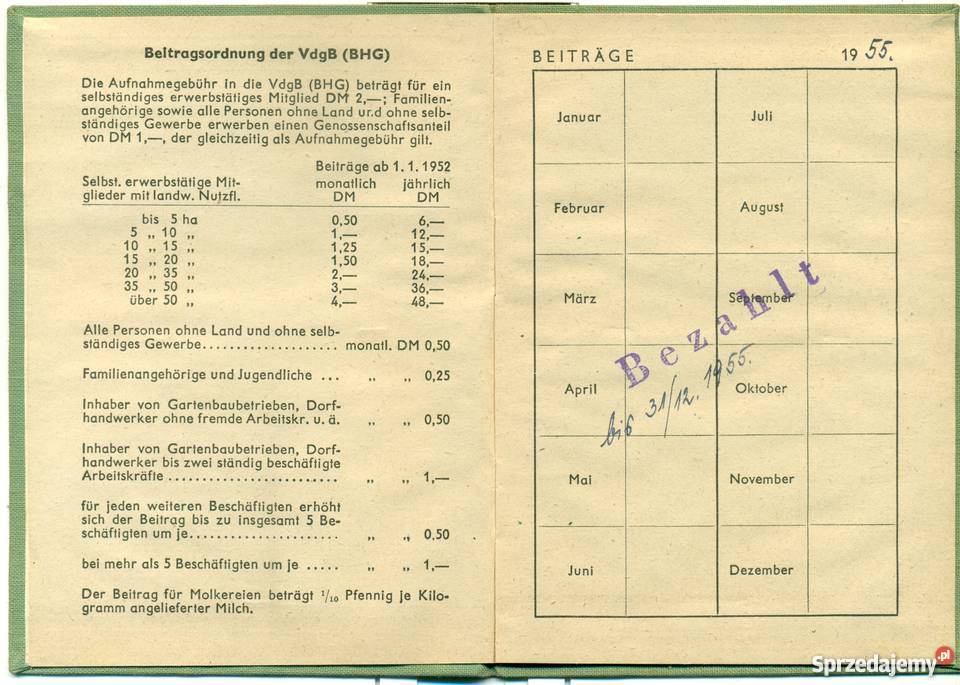 Beitragsordnung der VdgB (BHG)
Die Aufnahmegebühr in die VdgB (BHG) beträgt für ein
selbständiges erwerbstätiges Mitglied DM 2,—; Familien-
angehörige sowie alle Personen ohne Land und ohne selb-
ständiges Gewerbe erwerben einen Genossenschaftsanteil
von DM 1,—, der gleichzeitig als Aufnahmegebühr gilt.
Beiträge ab 1. 1. 1952
Selbst. erwerbstätige Mit- monatlich jährlich
glieder mit landw. Nutzfl. DM DM
bis 5 ha 0,50 6,—
5 „ 10 „ 1,— 12,—
10 „ 15 „ 1,25 15,—
15 „ 20 „ 1,50 18,—
20 „ 35 „ 2,— 24,—
35 „ 50 „ 3,— 36,—
über 50 „ 4,— 48,—
Alle Personen ohne Land und ohne selb-
ständiges Gewerbe.................... monatl. DM 0,50
Familienangehörige und Jugendliche ... „ „ 0,25
Inhaber von Gartenbaubetrieben, Dorf-
handwerker ohne fremde Arbeitskr. u. ä. „ „ 0,50
Inhaber von Gartenbaubetrieben, Dorf-
handwerker bis zwei ständig beschäftigte
Arbeitskräfte......................... „ „ 1,—
für jeden weiteren Beschäftigten erhöht
sich der Beitrag bis zu insgesamt 5 Be-
schäftigten um je...................... „ „ 0,50
bei mehr als 5 Beschäftigten um je ..... „ „ 1,—
Der Beitrag für Molkereien beträgt 1/10 Pfennig je Kilo-
gramm angelieferter Milch.
BEITRÄGE 19 55.
Januar Juli
Februar August
März September
April Oktober
Mai November
Juni Dezember
Bezahlt
bis 31/12. 1955.
Sprzedajemy.pl